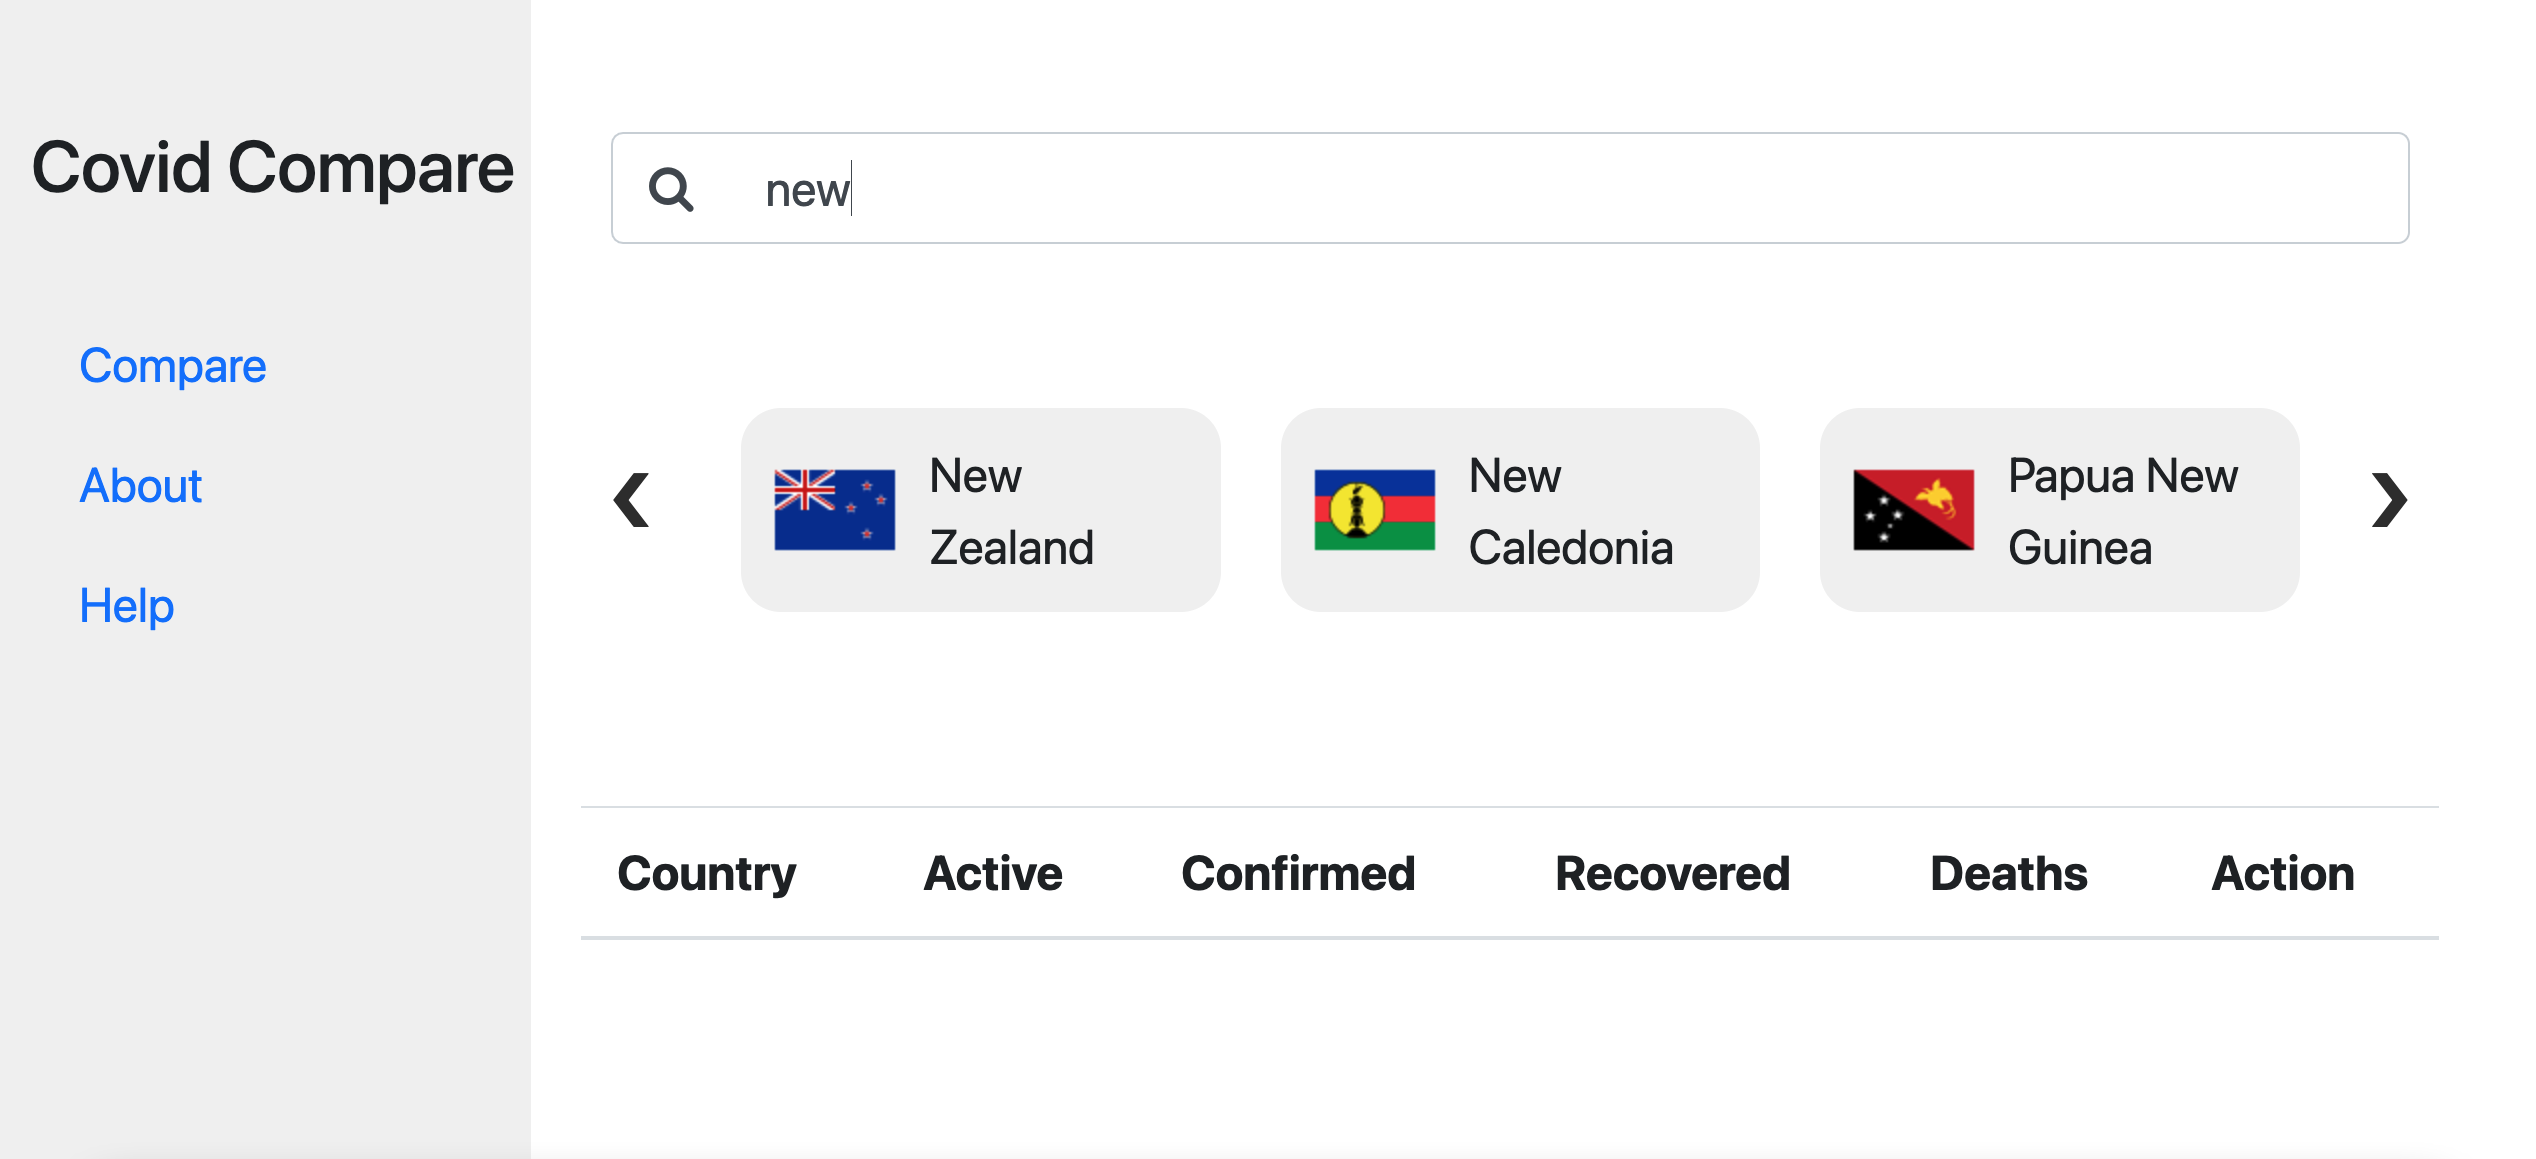 Covid Compare
Compare
About
Help
new
New
Zealand
New
Caledonia
Papua New
Guinea
Country Active Confirmed Recovered Deaths Action